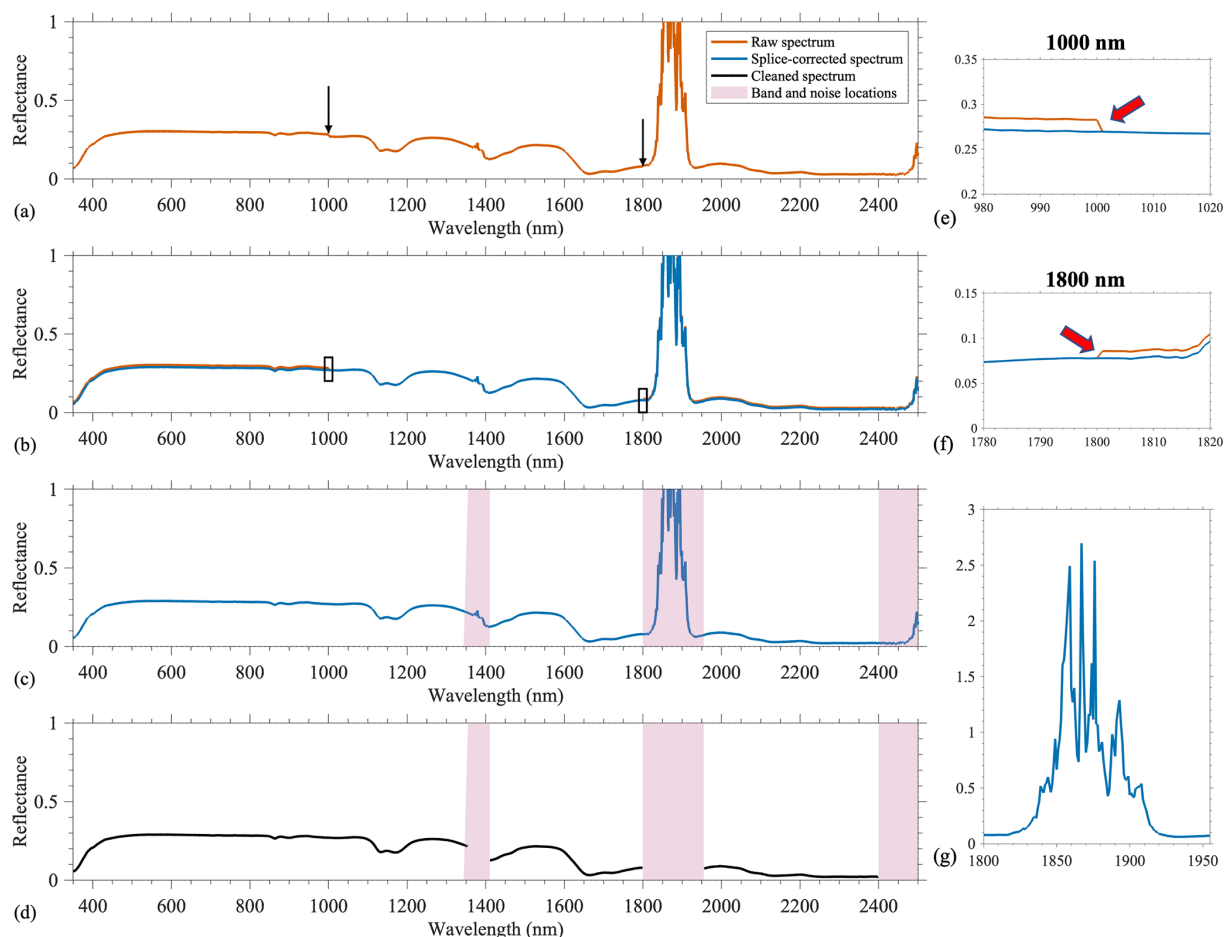 1
0.5
0
Reflectance
Raw spectrum
Splice-corrected spectrum
Cleaned spectrum
Band and noise locations
400 600 800 1000 1200 1400 1600 1800 2000 2200 2400
Wavelength (nm)
(a)
1
0.5
0
Reflectance
400 600 800 1000 1200 1400 1600 1800 2000 2200 2400
Wavelength (nm)
(b)
1
0.5
0
Reflectance
400 600 800 1000 1200 1400 1600 1800 2000 2200 2400
Wavelength (nm)
(c)
1
0.5
0
Reflectance
400 600 800 1000 1200 1400 1600 1800 2000 2200 2400
Wavelength (nm)
(d)
1000 nm
0.35
0.3
0.25
0.2
980 990 1000 1010 1020
(e)
1800 nm
0.15
0.1
0.05
0
1780 1790 1800 1810 1820
(f)
3
2.5
2
1.5
1
0.5
0
1800 1850 1900 1950
(g)